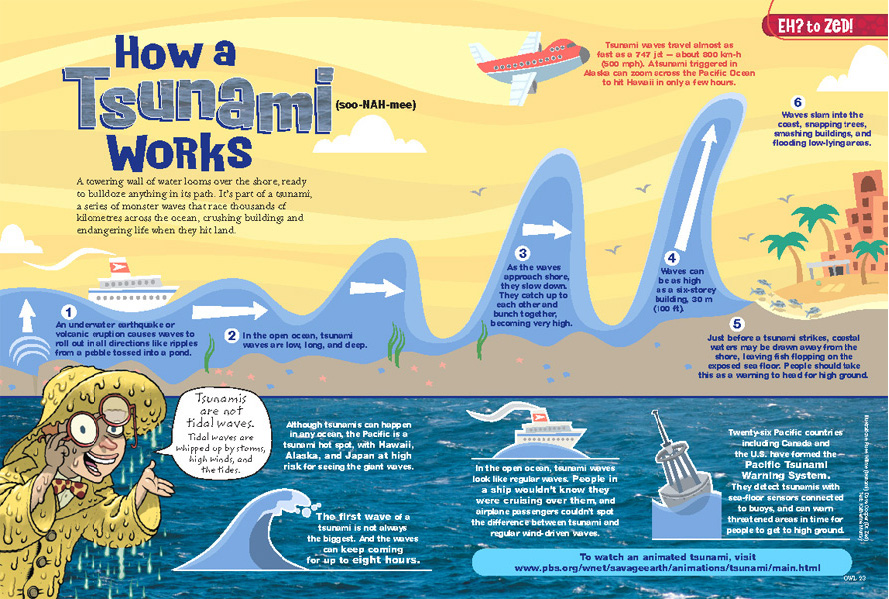 EH? to ZED!
How a
Tsunami
(soo-NAH-mee)
Works
A towering wall of water looms over the shore, ready
to bulldoze anything in its path. It's part of a tsunami,
a series of monster waves that race thousands of
kilometres across the ocean, crushing buildings and
endangering life when they hit land.
Tsunami waves travel almost as
fast as a 747 jet — about 800 km-h
(500 mph). A tsunami triggered in
Alaska can zoom across the Pacific Ocean
to hit Hawaii in only a few hours.
1
An underwater earthquake or
volcanic eruption causes waves to
roll out in all directions like ripples
from a pebble tossed into a pond.
2 In the open ocean, tsunami
waves are low, long, and deep.
3
As the waves
approach shore,
they slow down.
They catch up to
each other and
bunch together,
becoming very high.
4
Waves can
be as high
as a six-storey
building, 30 m
(100 ft).
5
Just before a tsunami strikes, coastal
waters may be drawn away from the
shore, leaving fish flopping on the
exposed sea floor. People should take
this as a warning to head for high ground.
6
Waves slam into the
coast, snapping trees,
smashing buildings, and
flooding low-lying areas.
Tsunamis
are not
tidal waves.
Tidal waves are
whipped up by storms,
high winds, and
the tides.
Although tsunamis can happen
in any ocean, the Pacific is a
tsunami hot spot, with Hawaii,
Alaska, and Japan at high
risk for seeing the giant waves.
The first wave of a
tsunami is not always
the biggest. And the waves
can keep coming
for up to eight hours.
In the open ocean, tsunami waves
look like regular waves. People in
a ship wouldn't know they
were cruising over them, and
airplane passengers couldn't spot
the difference between tsunami and
regular wind-driven waves.
Twenty-six Pacific countries
including Canada and
the U.S. have formed the
Pacific Tsunami
Warning System.
They detect tsunamis with
sea-floor sensors connected
to buoys, and can warn
threatened areas in time for
people to get to high ground.
To watch an animated tsunami, visit
www.pbs.org/wnet/savageearth/animations/tsunami/main.html
OWL 23